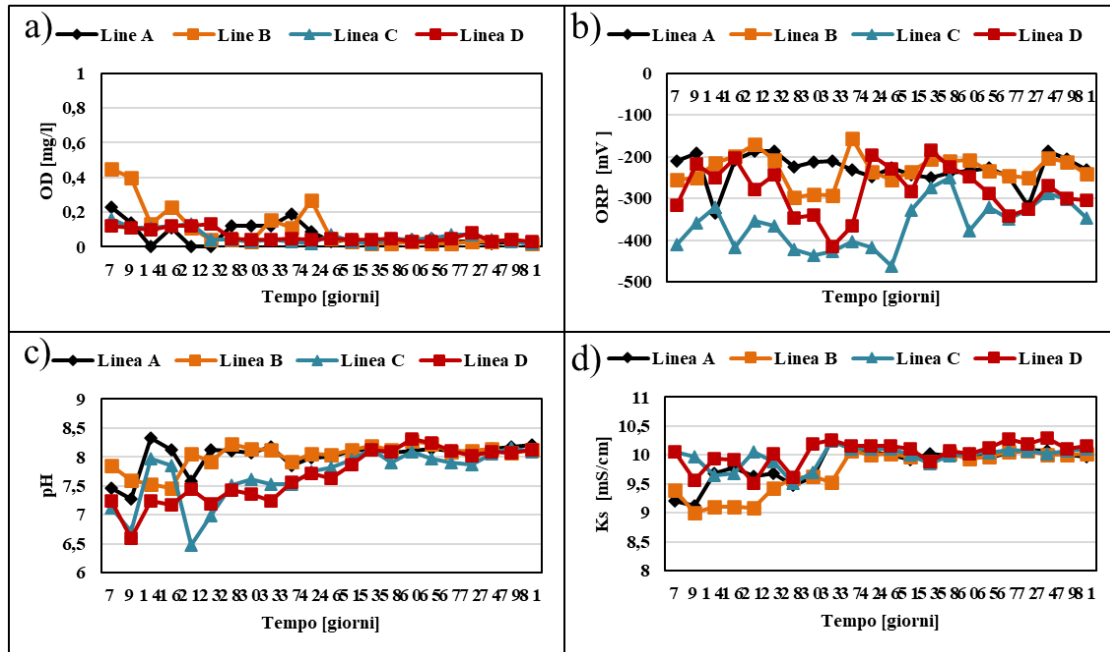 a)
Line A Line B Linea C Linea D
OD [mg/l]
1
0,8
0,6
0,4
0,2
0
7 9 1 41 62 12 32 83 03 33 74 24 65 15 35 86 06 56 77 27 47 98 1
Tempo [giorni]
b)
Linea A Linea B Linea C Linea D
ORP [mV ]
0
-100
-200
-300
-400
-500
7 9 1 41 62 12 32 83 03 33 74 24 65 15 35 86 06 56 77 27 47 98 1
Tempo [giorni]
c)
Linea A Linea B Linea C Linea D
pH
9
8,5
8
7,5
7
6,5
6
7 9 1 41 62 12 32 83 03 33 74 24 65 15 35 86 06 56 77 27 47 98 1
Tempo [giorni]
d)
Linea A Linea B Linea C Linea D
Ks [mS/cm]
11
10,5
10
9,5
9
8,5
8
7 9 1 41 62 12 32 83 03 33 74 24 65 15 35 86 06 56 77 27 47 98 1
Tempo [giorni]